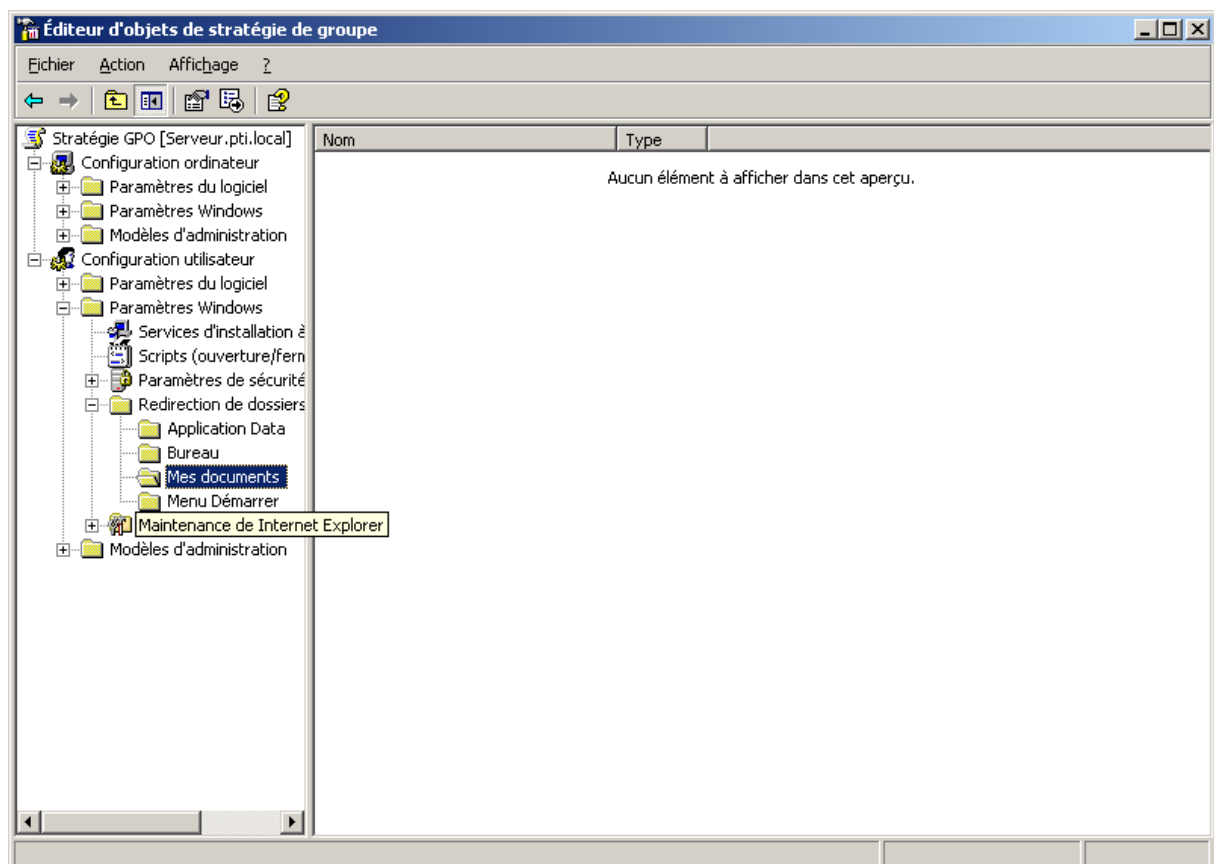 Éditeur d'objets de stratégie de groupe
Fichier Action Affichage ?
Stratégie GPO [Serveur.pti.local]
Nom Type
Configuration ordinateur
Aucun élément à afficher dans cet aperçu.
Paramètres du logiciel
Paramètres Windows
Modèles d'administration
Configuration utilisateur
Paramètres du logiciel
Paramètres Windows
Services d'installation à
Scripts (ouverture/ferm
Paramètres de sécurité
Redirection de dossiers
Application Data
Bureau
Mes documents
Menu Démarrer
Maintenance de Internet Explorer
Modèles d'administration